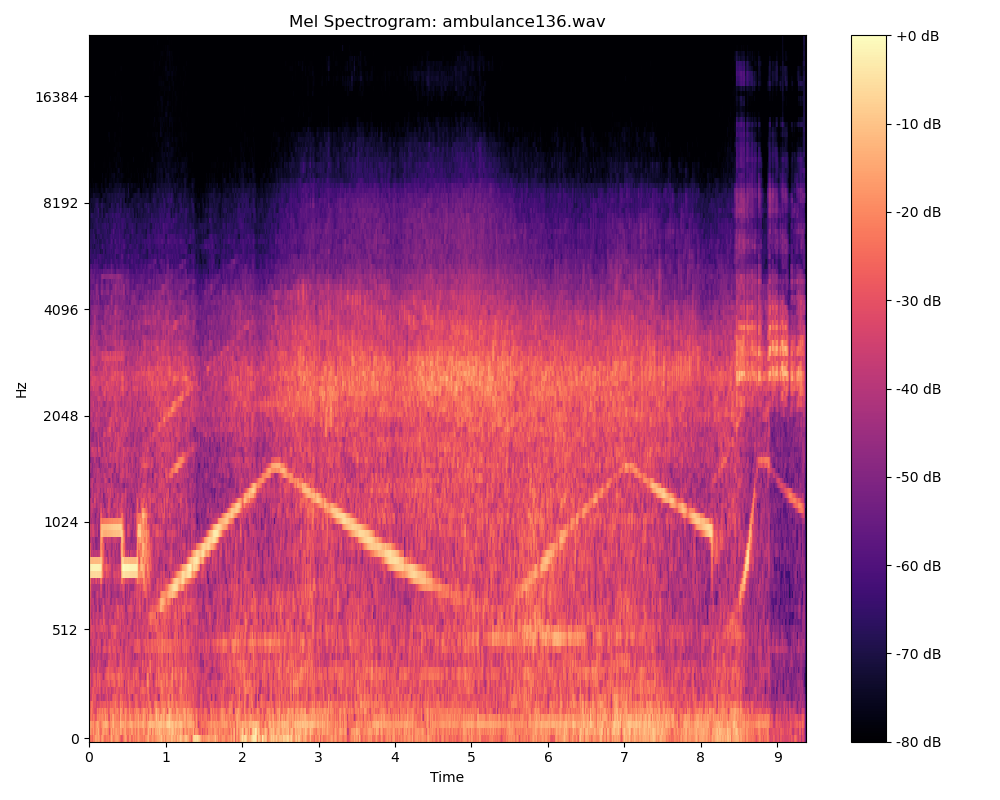 Mel Spectrogram: ambulance136.wav
+0 dB
-10 dB
-20 dB
-30 dB
-40 dB
-50 dB
-60 dB
-70 dB
-80 dB
Hz
16384
8192
4096
2048
1024
512
0
0 1 2 3 4 5 6 7 8 9
Time